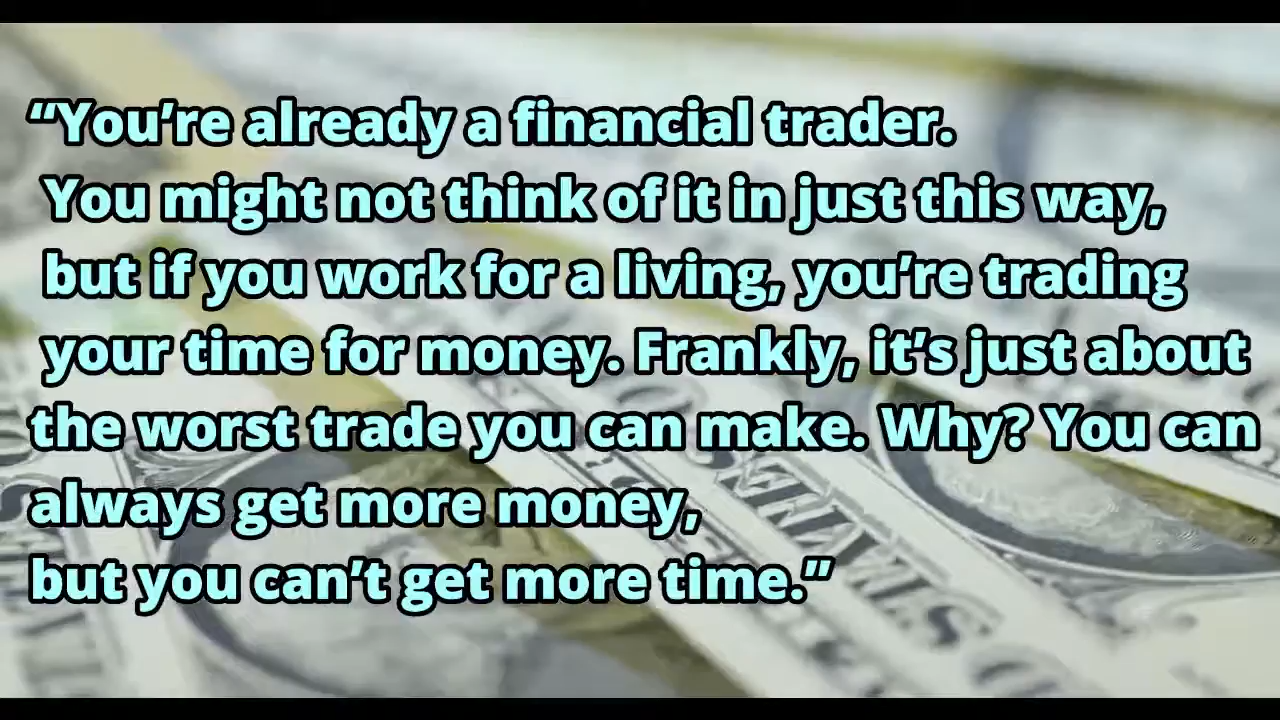 “You’re already a financial trader.
You might not think of it in just this way,
but if you work for a living, you’re trading
your time for money. Frankly, it’s just about
the worst trade you can make. Why? You can
always get more money,
but you can’t get more time.”